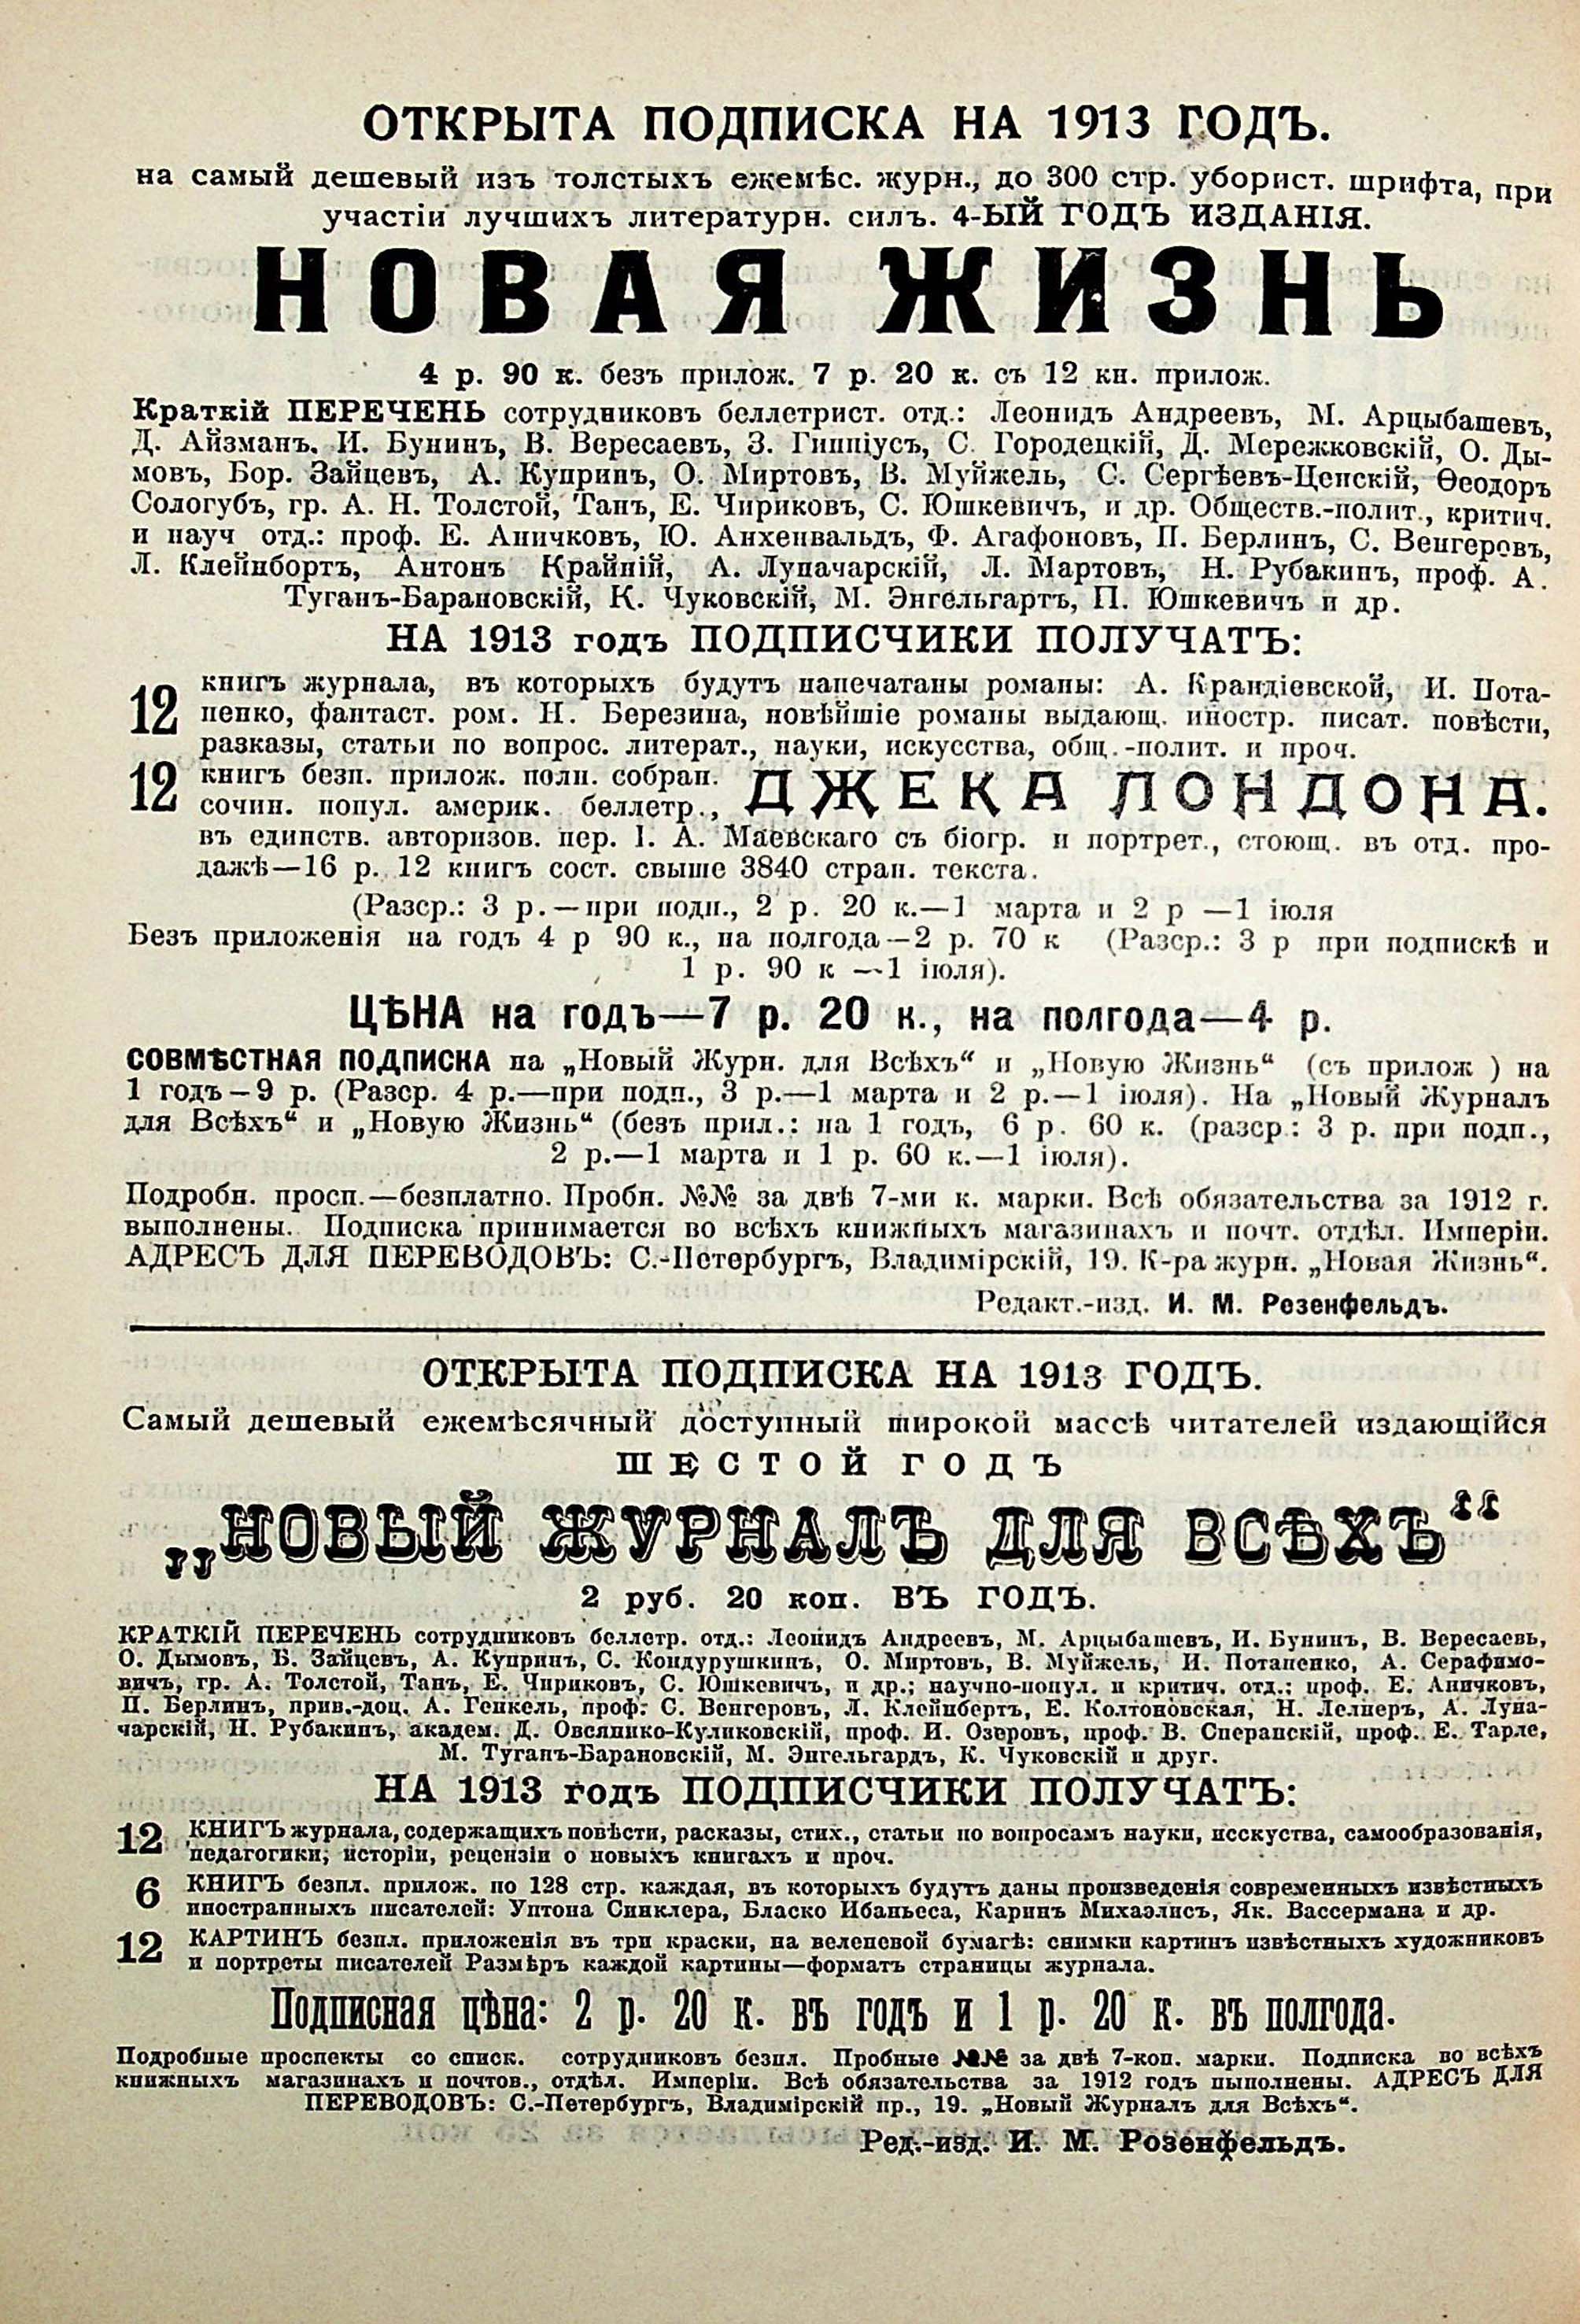 ОТКРЫТА ПОДПИСКА НА 1913 ГОДЪ.
на самый дешевый изъ толстыхъ ежемѣс. журн., до 300 стр. уборист. шрифта, при
участіи лучшихъ литературн. силъ. 4-ЫЙ ГОДЪ ИЗДАНІЯ.
НОВАЯ ЖИЗНЬ
4 р. 90 к. безъ прилож. 7 р. 20 к. съ 12 кн. прилож.
Краткій ПЕРЕЧЕНЬ сотрудниковъ беллетрист. отд.: Леонидъ Андреевъ, М. Арцыбашевъ,
Д. Айзманъ. И. Бунинъ, В. Вересаевъ, З. Гиппіусъ, С. Городецкій, Д. Мережковскій, О. Ды-
мовъ, Бор. Зайцевъ, А. Купринъ, О. Миртовъ, В. Муйжель, С. Сергѣевъ-Ценскій, Ѳеодоръ
Сологубъ, гр. А. Н. Толстой, Танъ, Е. Чириковъ, С. Юшкевичъ, и др. Обществ.-полит., критич.
и науч отд.: проф. Е. Аничковъ, Ю. Анхенвальдъ, Ф. Агафоновъ, П. Берлинъ, С. Венгеровъ,
Л. Клейнбортъ, Антонъ Крайній, А. Луначарскій, Л. Мартовъ, Н. Рубакинъ, проф. А.
Туганъ-Барановскій, К. Чуковскій, М. Энгельгартъ, П. Юшкевичъ и др.
НА 1913 годъ ПОДПИСЧИКИ ПОЛУЧАТЪ:
12 книгъ журнала, въ которыхъ будутъ напечатаны романы: А. Крандіевской, И. Пота-
пенко, фантаст. ром. Н. Березина, новѣйшіе романы выдающ. иностр. писат. повѣсти,
разказы, статьи по вопрос. литерат., науки, искусства, общ.-полит. и проч.
12 книгъ безп. прилож. полн. собран. ДЖЕКА ЛОНДОНА.
сочин. попул. америк. беллетр.,
въ единств. авторизов. пер. І. А. Маевскаго съ біогр. и портрет., стоющ. въ отд. про-
дажѣ—16 р. 12 книгъ сост. свыше 3840 стран. текста.
(Разср.: 3 р.—при подп., 2 р. 20 к.—1 марта и 2 р —1 іюля
Безъ приложенія на годъ 4 р 90 к., на полгода—2 р. 70 к (Разср.: 3 р при подпискѣ и
1 р. 90 к —1 іюля).
ЦѢНА на годъ—7 р. 20 к., на полгода—4 р.
СОВМѢСТНАЯ ПОДПИСКА на „Новый Журн. для Всѣхъ“ и „Новую Жизнь“ (съ прилож ) на
1 годъ—9 р. (Разср. 4 р.—при подп., 3 р.—1 марта и 2 р.—1 іюля). На „Новый Журналъ
для Всѣхъ“ и „Новую Жизнь“ (безъ прил.: на 1 годъ, 6 р. 60 к. (разср: 3 р. при подп.,
2 р.—1 марта и 1 р. 60 к.—1 іюля).
Подробн. просп.—безплатно. Пробн. №№ за двѣ 7-ми к. марки. Всѣ обязательства за 1912 г.
выполнены. Подписка принимается во всѣхъ книжныхъ магазинахъ и почт. отдѣл. Имперіи.
АДРЕСЪ ДЛЯ ПЕРЕВОДОВЪ: С.-Петербургъ, Владимірскій, 19. К-ра журн. „Новая Жизнь“.
Редакт.-изд. И. М. Розенфельдъ.
ОТКРЫТА ПОДПИСКА НА 1913 ГОДЪ.
Самый дешевый ежемѣсячный доступный широкой массѣ читателей издающійся
ШЕСТОЙ ГОДЪ
„НОВЫЙ ЖУРНАЛЪ ДЛЯ ВСѢХЪ“
2 руб. 20 коп. ВЪ ГОДЪ.
КРАТКІЙ ПЕРЕЧЕНЬ сотрудниковъ беллетр. отд.: Леонидъ Андреевъ, М. Арцыбашевъ, И. Бунинъ, В. Вересаевъ,
О. Дымовъ, Б. Зайцевъ, А. Купринъ, С. Кондурушкинъ, О. Миртовъ, В. Муйжель, И. Потапенко, А. Серафимо-
вичъ, гр. А. Толстой, Танъ, Е. Чириковъ, С. Юшкевичъ, и др.; научно-попул. и критич. отд.: проф. Е. Аничковъ,
П. Берлинъ, прив.-доц. А. Генкель, проф. С. Венгеровъ, Л. Клейнбертъ, Е. Колтоновская, Н. Лелнеръ, А. Луна-
чарскій, Н. Рубакинъ, академ. Д. Овсянико-Куликовскій, проф. И. Озеровъ, проф. В. Сперанскій, проф. Е. Тарле,
М. Туганъ-Барановскій, М. Энгельгардъ, К. Чуковскій и друг.
НА 1913 годъ ПОДПИСЧИКИ ПОЛУЧАТЪ:
12 КНИГЪ журнала, содержащихъ повѣсти, расказы, стих., статьи по вопросамъ науки, исскуства, самообразованія,
педагогики; исторіи, рецензіи о новыхъ книгахъ и проч.
6 КНИГЪ безпл. прилож. по 128 стр. каждая, въ которыхъ будутъ даны произведенія современныхъ извѣстныхъ
иностранныхъ писателей: Уптона Синклера, Бласко Ибаньеса, Каринъ Михаэлисъ, Як. Вассермана и др.
12 КАРТИНЪ безпл. приложенія въ три краски, на веленевой бумагѣ: снимки картинъ извѣстныхъ художниковъ
и портреты писателей Размѣръ каждой картины—форматъ страницы журнала.
Подписная цѣна: 2 р. 20 к. въ годъ и 1 р. 20 к. въ полгода.
Подробные проспекты со списк. сотрудниковъ безпл. Пробные №№ за двѣ 7-коп. марки. Подписка во всѣхъ
книжныхъ магазинахъ и почтов., отдѣл. Имперіи. Всѣ обязательства за 1912 годъ выполнены. АДРЕСЪ ДЛЯ
ПЕРЕВОДОВЪ: С.-Петербургъ, Владимірскій пр., 19. „Новый Журналъ для Всѣхъ“.
Ред.-изд. И. М. Розенфельдъ.